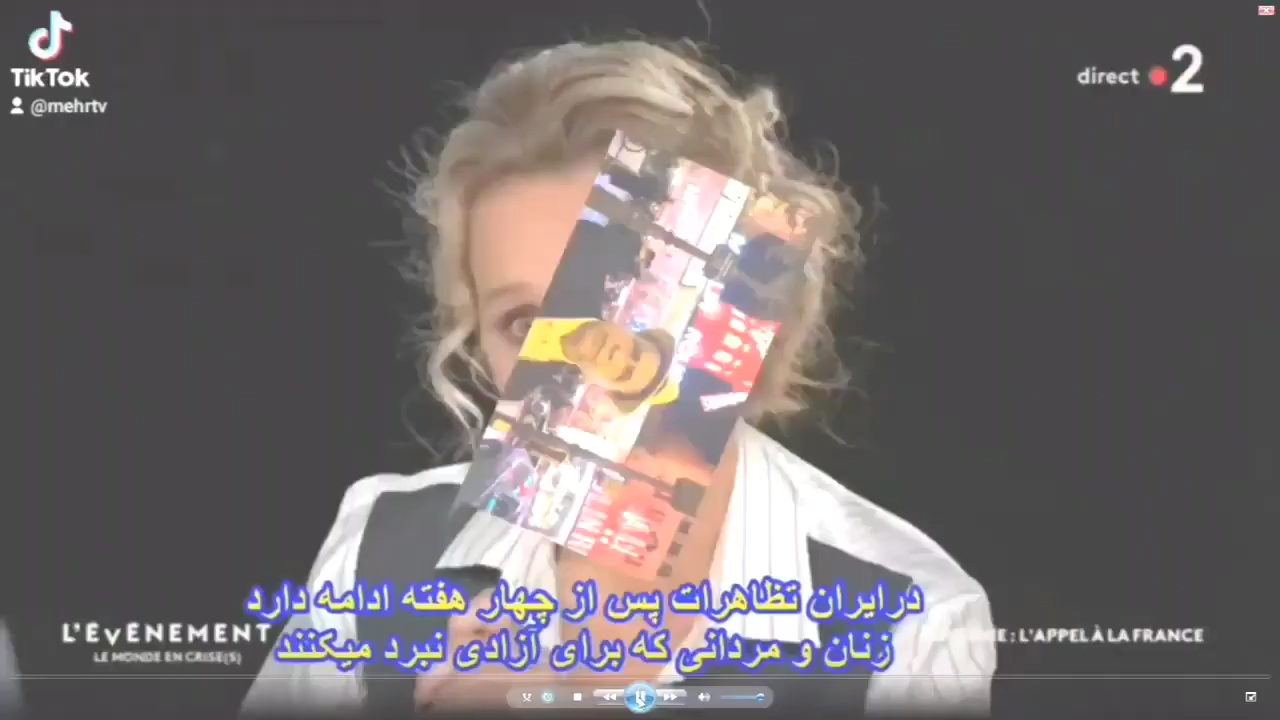 TikTok
@mehrtv
direct 2
درایران تظاهرات پس از چهار هفته ادامه دارد
زنان و مردانی که برای آزادی نبرد میکنند
L'ÉVÉNEMENT
LE MONDE EN CRISE(S)
: L'APPEL À LA FRANCE